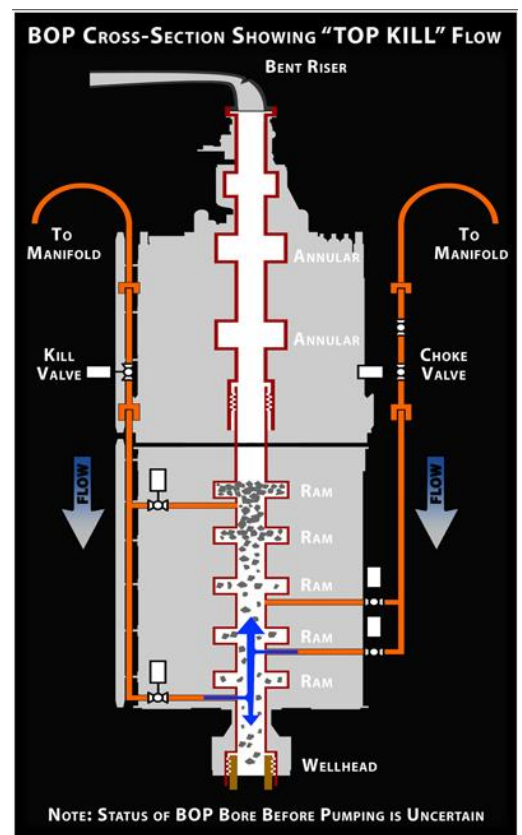 BOP CROSS-SECTION SHOWING “TOP KILL” FLOW
BENT RISER
TO
MANIFOLD
TO
MANIFOLD
ANNULAR
ANNULAR
KILL
VALVE
CHOKE
VALVE
FLOW
FLOW
RAM
RAM
RAM
RAM
RAM
WELLHEAD
NOTE: STATUS OF BOP BORE BEFORE PUMPING IS UNCERTAIN